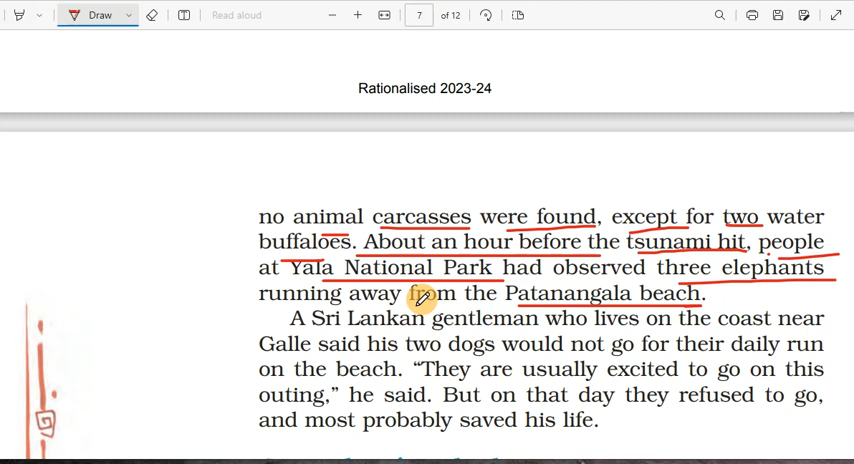 Draw
Read aloud
7 of 12
Rationalised 2023-24
no animal carcasses were found, except for two water
buffaloes. About an hour before the tsunami hit, people
at Yala National Park had observed three elephants
running away from the Patanangala beach.
A Sri Lankan gentleman who lives on the coast near
Galle said his two dogs would not go for their daily run
on the beach. “They are usually excited to go on this
outing,” he said. But on that day they refused to go,
and most probably saved his life.